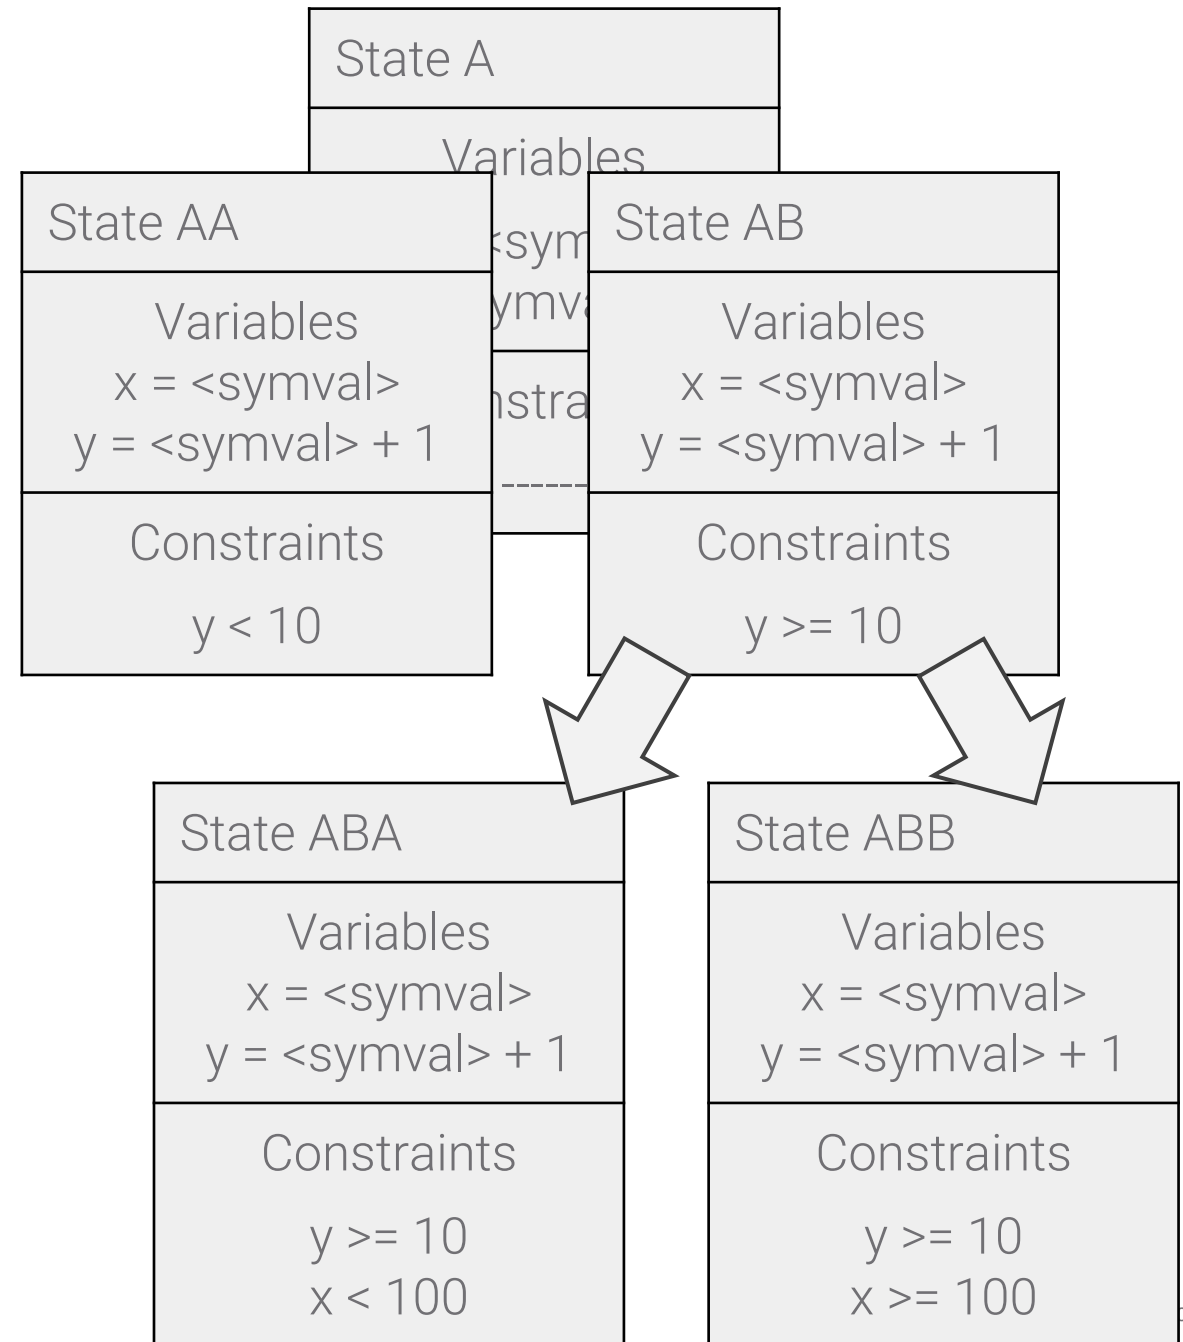 State A
Variables
State AA
Variables
x = <symval>
y = <symval> + 1
Constraints
y < 10
State AB
Variables
x = <symval>
y = <symval> + 1
Constraints
y >= 10
State ABA
Variables
x = <symval>
y = <symval> + 1
Constraints
y >= 10
x < 100
State ABB
Variables
x = <symval>
y = <symval> + 1
Constraints
y >= 10
x >= 100